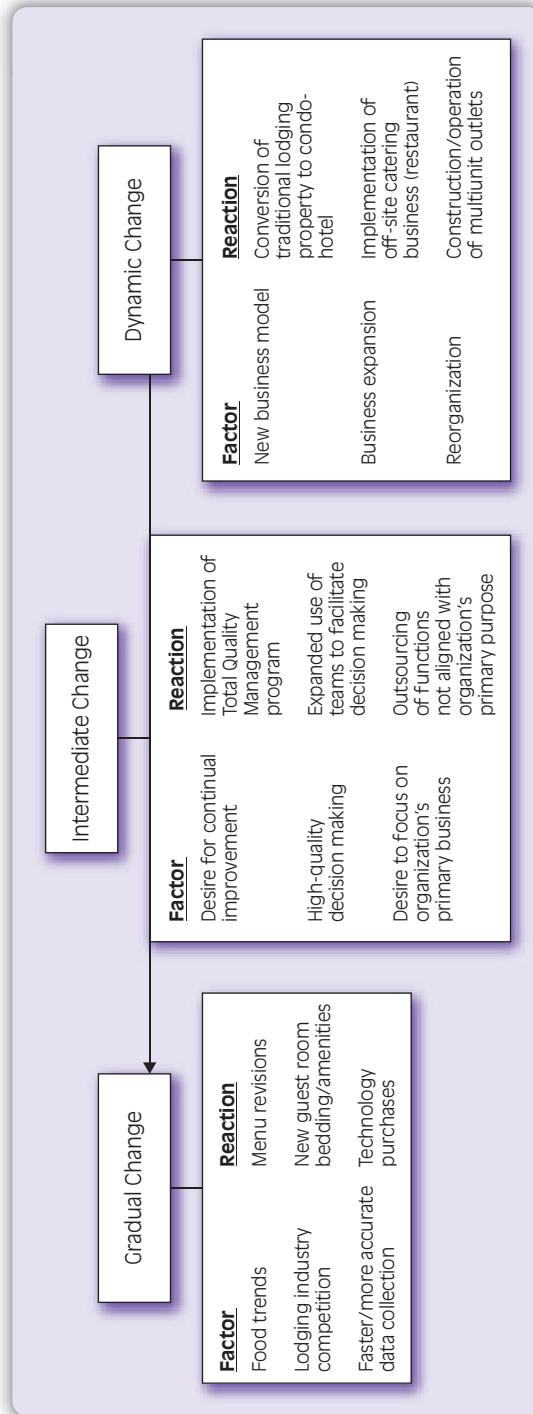 Gradual Change
Factor
Food trends
Lodging industry
competition
Faster/more accurate
data collection
Reaction
Menu revisions
New guest room
bedding/amenities
Technology
purchases
Intermediate Change
Factor
Desire for continual
improvement
High-quality
decision making
Desire to focus on
organization's
primary business
Reaction
Implementation of
Total Quality
Management
program
Expanded use of
teams to facilitate
decision making
Outsourcing
of functions
not aligned with
organization's
primary purpose
Dynamic Change
Factor
New business model
Business expansion
Reorganization
Reaction
Conversion of
traditional lodging
property to condo-
hotel
Implementation of
off-site catering
business (restaurant)
Construction/operation
of multiunit outlets